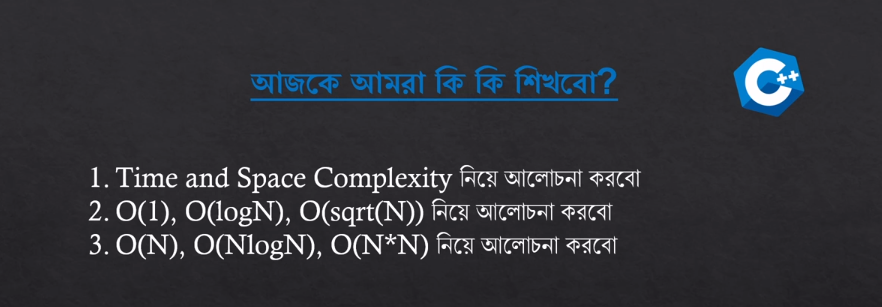 আজকে আমরা কি কি শিখবো?
C++
1. Time and Space Complexity নিয়ে আলোচনা করবো
2. O(1), O(logN), O(sqrt(N)) নিয়ে আলোচনা করবো
3. O(N), O(NlogN), O(N*N) নিয়ে আলোচনা করবো